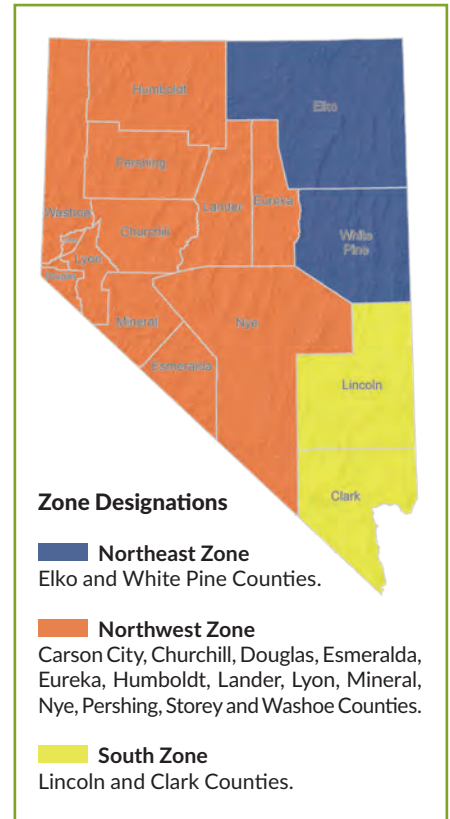 Humboldt
Elko
Pershing
Lander
Eureka
Washoe
Churchill
White
Pine
Lyon
Douglas
Mineral
Nye
Esmeralda
Lincoln
Clark
Zone Designations
Northeast Zone
Elko and White Pine Counties.
Northwest Zone
Carson City, Churchill, Douglas, Esmeralda,
Eureka, Humboldt, Lander, Lyon, Mineral,
Nye, Pershing, Storey and Washoe Counties.
South Zone
Lincoln and Clark Counties.